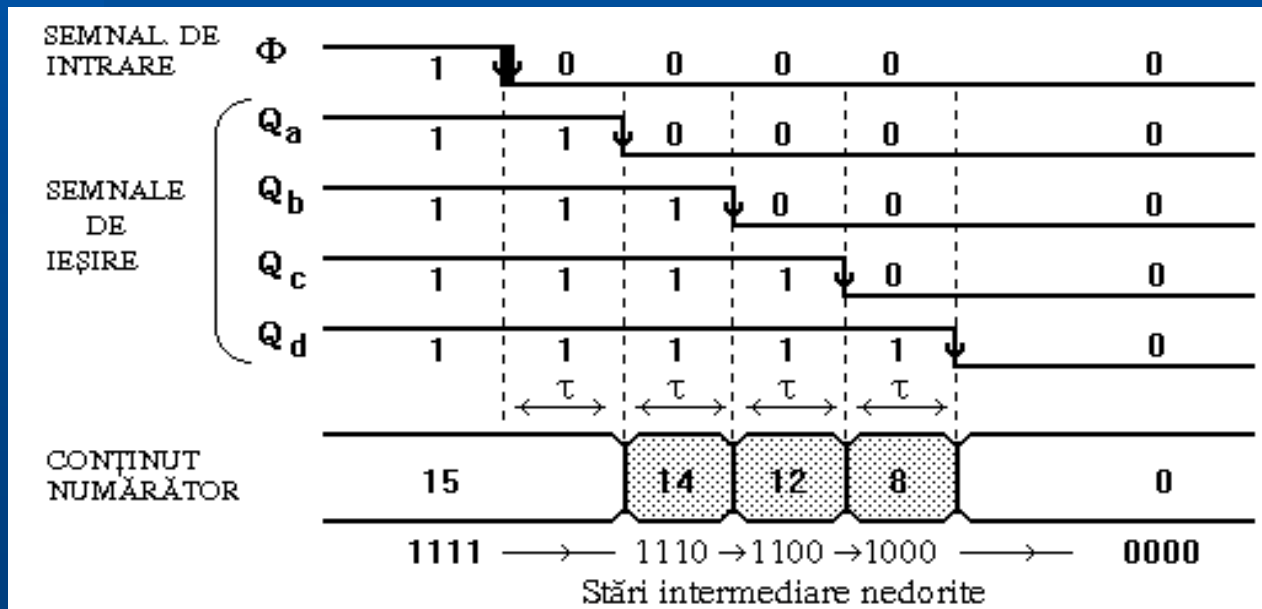 SEMNAL. DE
INTRARE
Φ 1 0 0 0 0 0
Qa 1 1 0 0 0 0
SEMNALE
DE
IEȘIRE
Qb 1 1 1 0 0 0
Qc 1 1 1 1 0 0
Qd 1 1 1 1 1 0
τ τ τ τ
CONȚINUT
NUMĂRĂTOR
15 14 12 8 0
1111 → 1110 → 1100 → 1000 → 0000
Stări intermediare nedorite